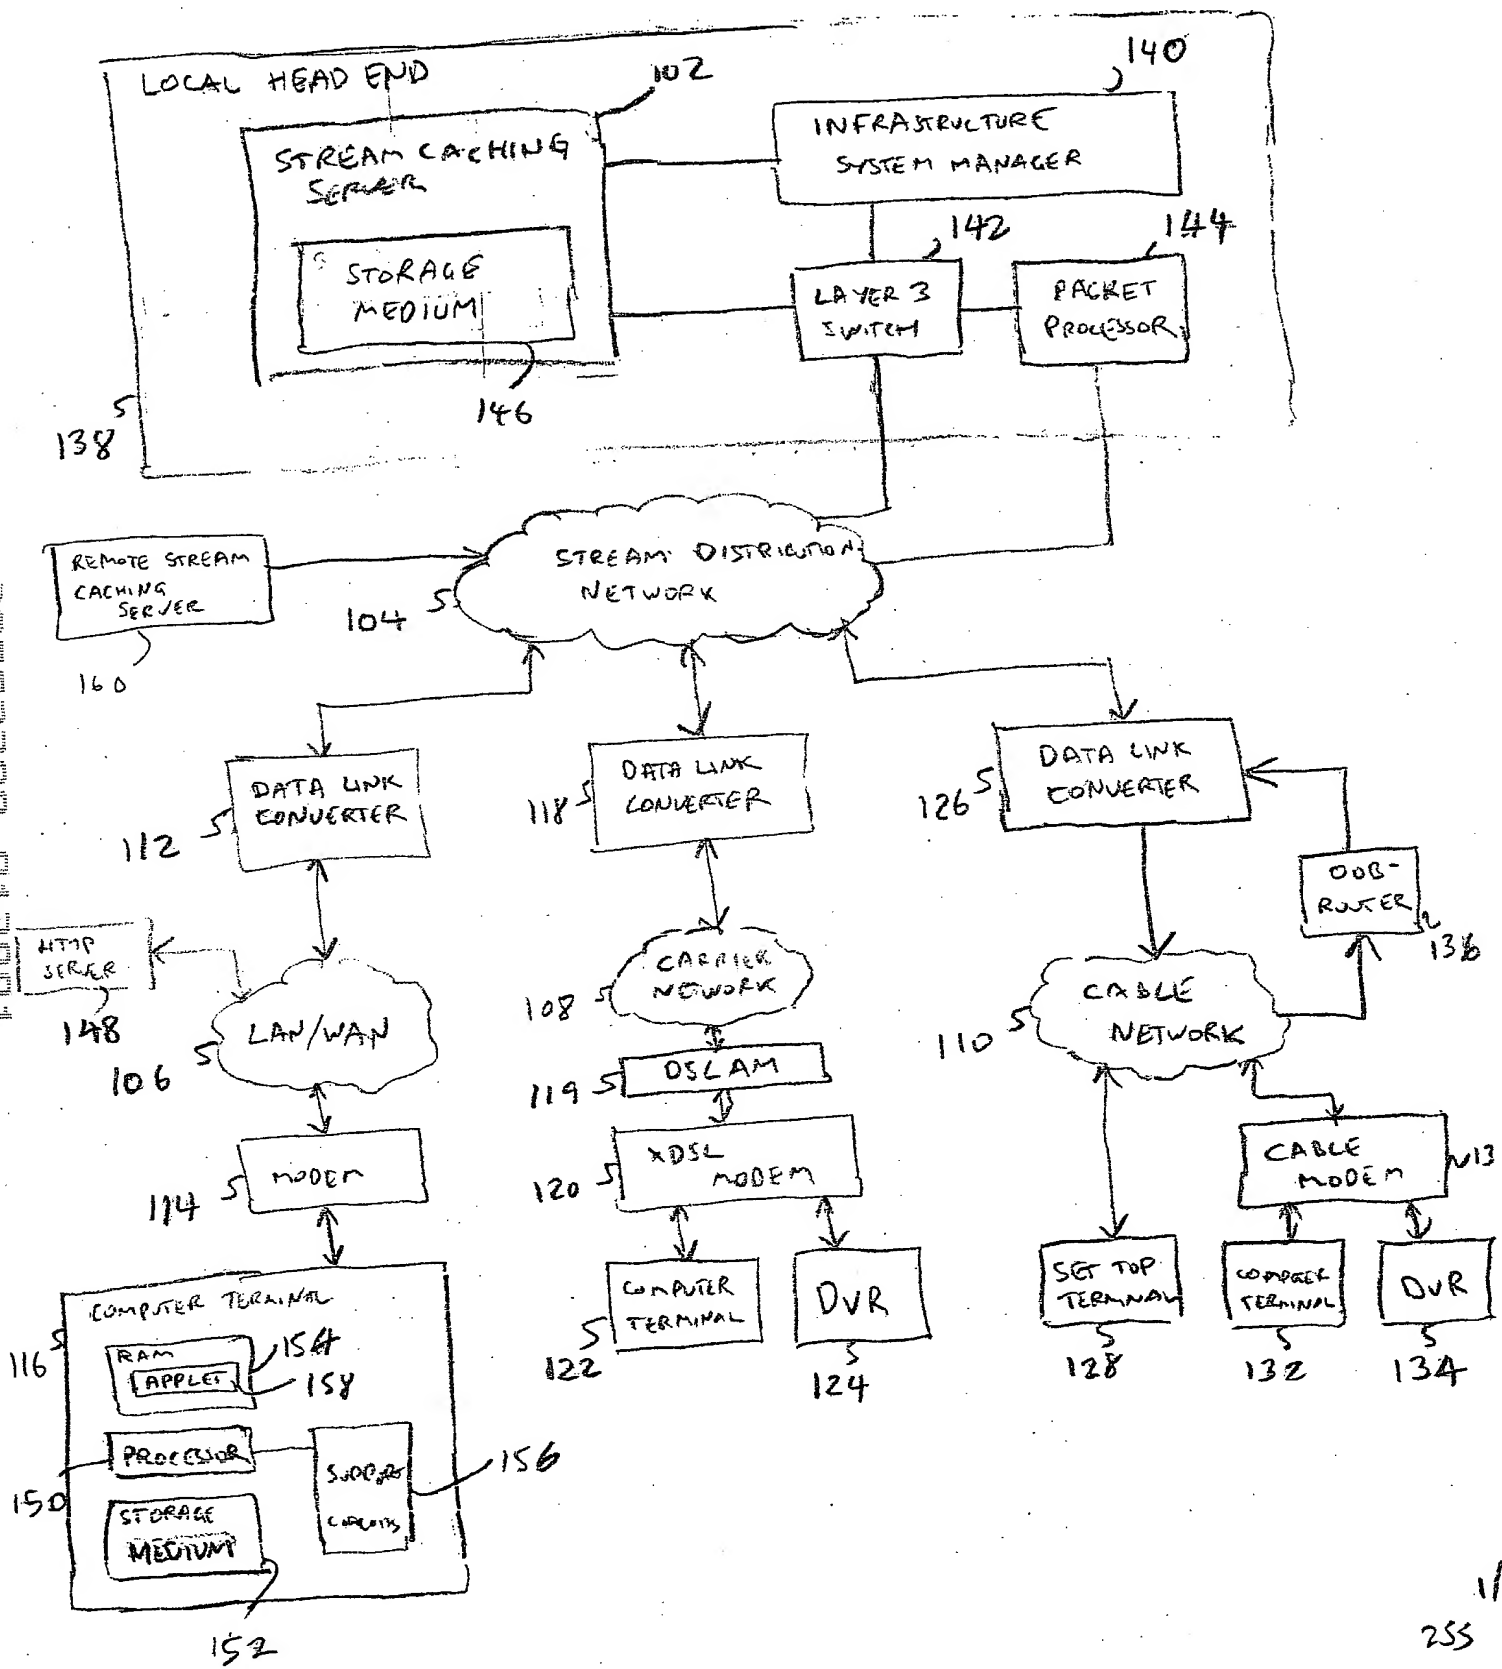 LOCAL HEAD END
102
140
STREAM CACHING
SERVER
INFRASTRUCTURE
SYSTEM MANAGER
142
144
STORAGE
MEDIUM
LAYER 3
SWITCH
PACKET
PROCESSOR
146
138
REMOTE STREAM
CACHING
SERVER
160
STREAM DISTRIBUTION
NETWORK
104
DATA LINK
CONVERTER
112
DATA LINK
CONVERTER
118
DATA LINK
CONVERTER
126
OOB-
ROUTER
136
HTTP
SERVER
148
LAN/WAN
106
CARRIER
NETWORK
108
CABLE
NETWORK
110
DSLAM
119
MODEM
114
XDSL
MODEM
120
CABLE
MODEM
13
COMPUTER TERMINAL
116
RAM
154
APPLET
158
PROCESSOR
150
SUPPORT
CIRCUITS
156
STORAGE
MEDIUM
152
COMPUTER
TERMINAL
122
DVR
124
SET TOP
TERMINAL
128
COMPUTER
TERMINAL
132
DVR
134
1/
255